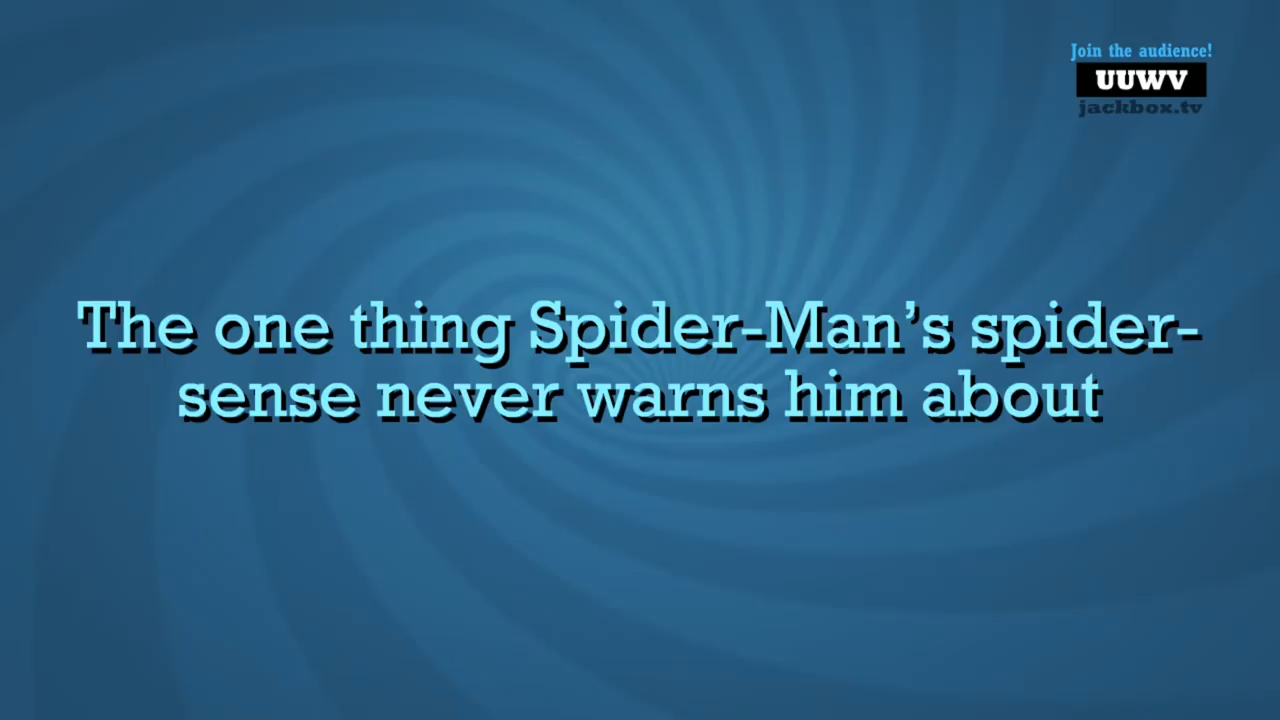 Join the audience!
UUWV
jackbox.tv
The one thing Spider-Man’s spider-
sense never warns him about